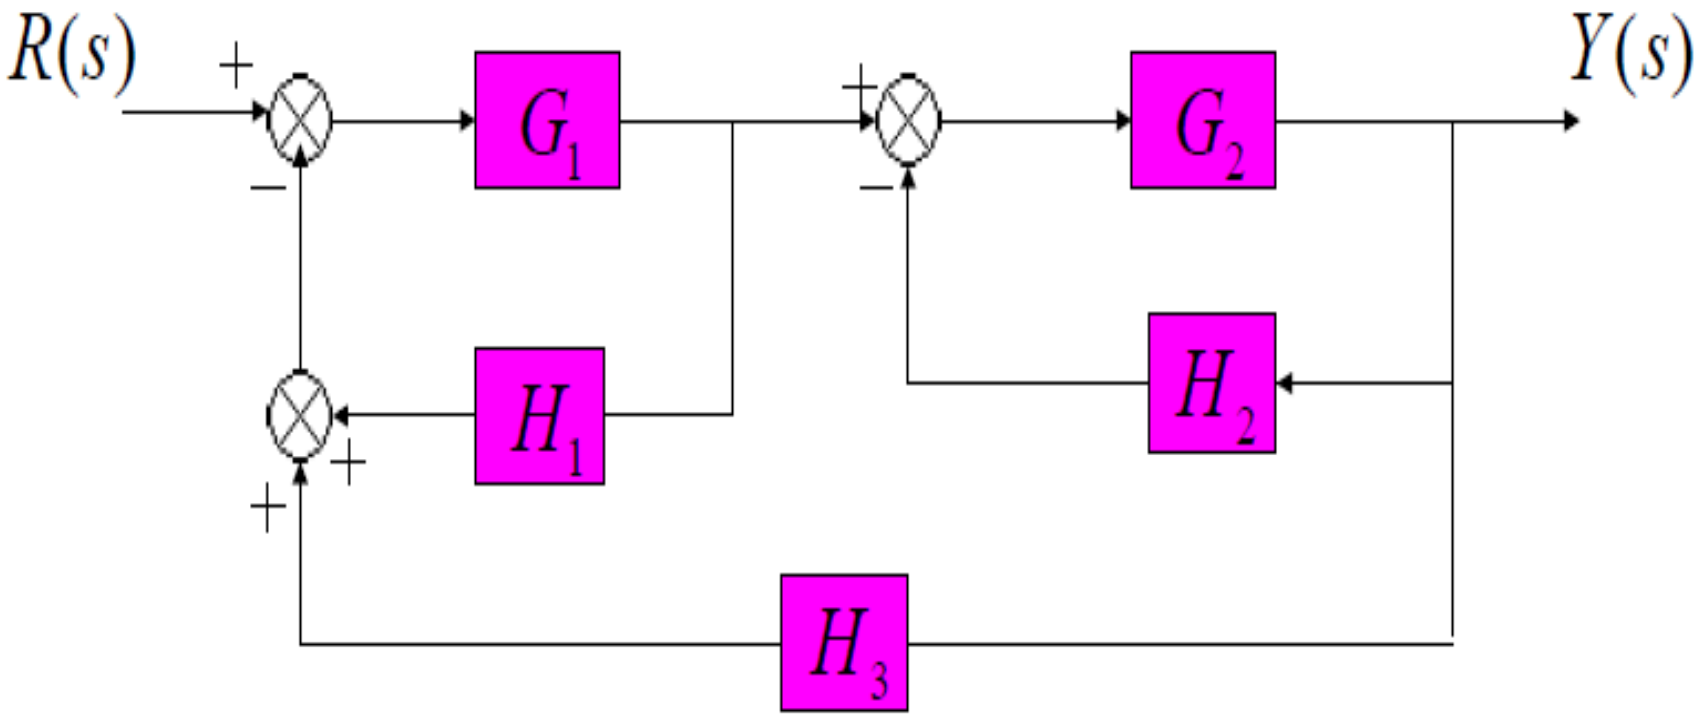 R(s)
+
G₁
+
G₂
Y(s)
−
−
H₁
H₂
+
+
H₃